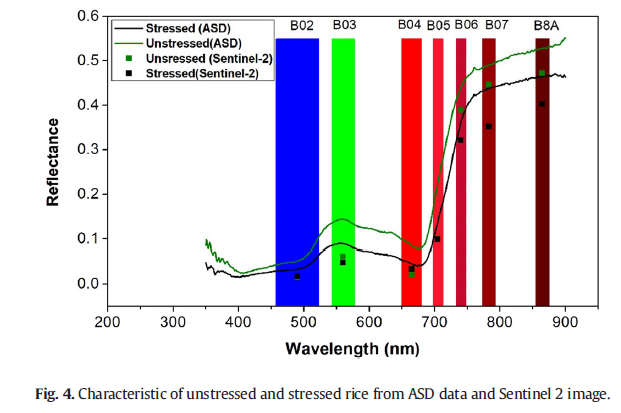 B02 B03 B04 B05 B06 B07 B8A
Stressed (ASD)
Unstressed(ASD)
Unsressed (Sentinel-2)
Stressed(Sentinel-2)
0.6
0.5
0.4
0.3
0.2
0.1
0.0
Reflectance
200 300 400 500 600 700 800 900
Wavelength (nm)
Fig. 4. Characteristic of unstressed and stressed rice from ASD data and Sentinel 2 image.